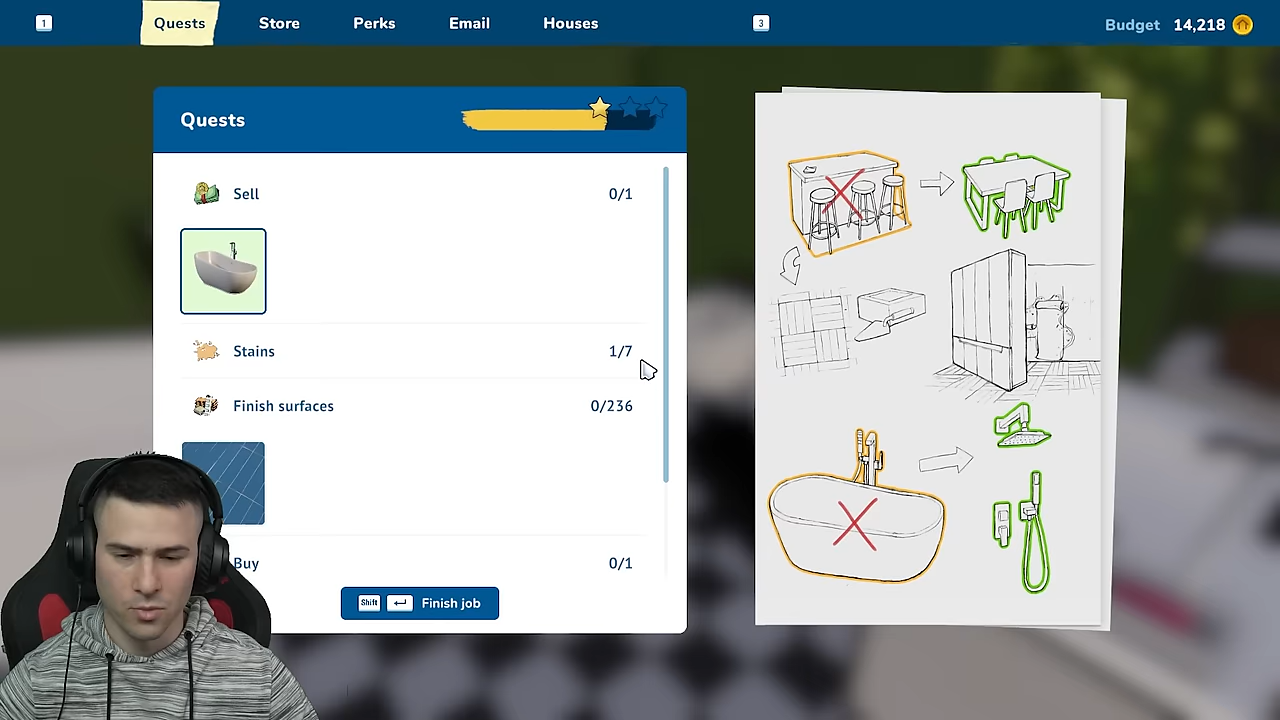 1 Quests Store Perks Email Houses 3 Budget 14,218
Quests
Sell 0/1
Stains 1/7
Finish surfaces 0/236
Buy 0/1
Shift Finish job